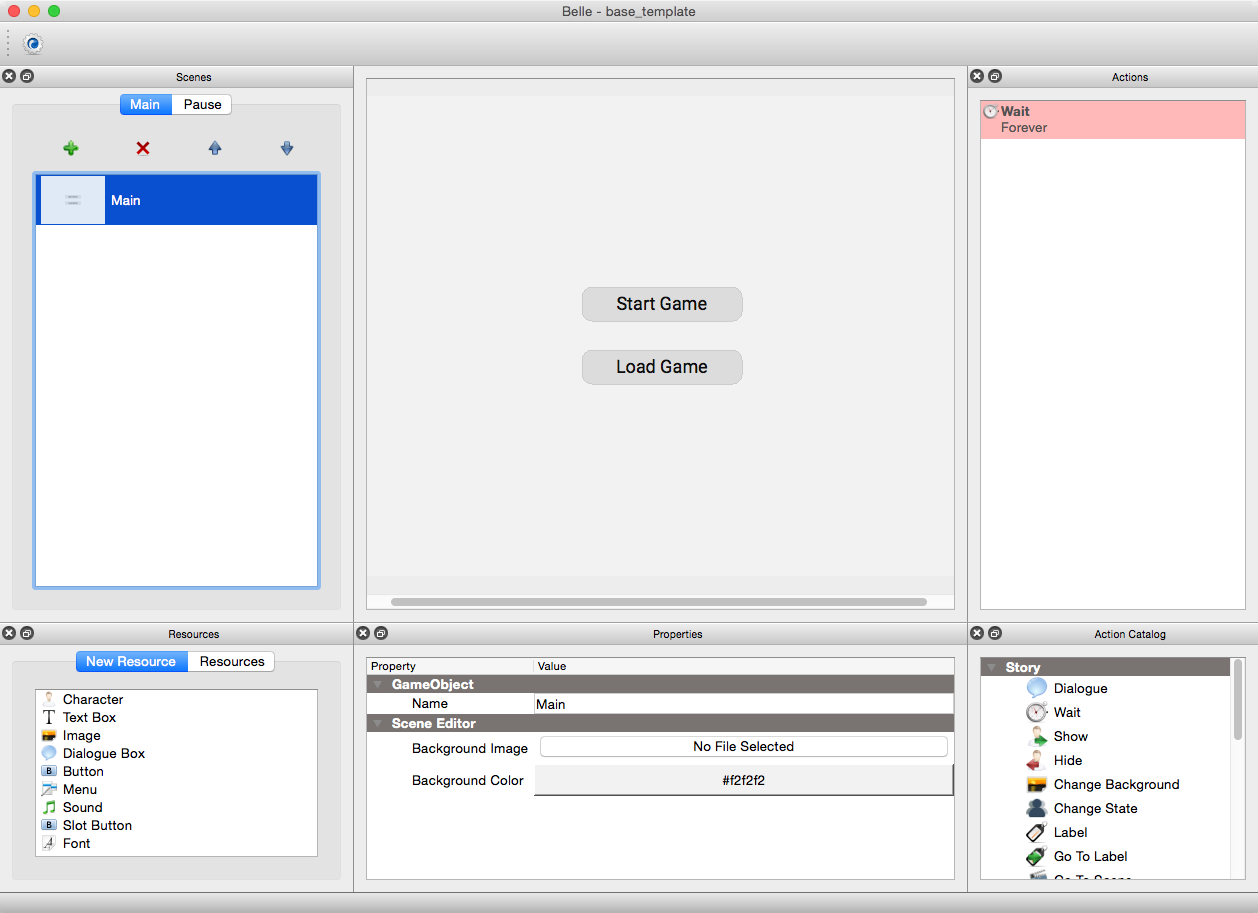 Belle - base_template
Scenes
Main
Pause
Main
Start Game
Load Game
Actions
Wait
Forever
Resources
New Resource
Resources
Character
Text Box
Image
Dialogue Box
Button
Menu
Sound
Slot Button
Font
Properties
Property
Value
GameObject
Name
Main
Scene Editor
Background Image
No File Selected
Background Color
#f2f2f2
Action Catalog
Story
Dialogue
Wait
Show
Hide
Change Background
Change State
Label
Go To Label
Go To Scene